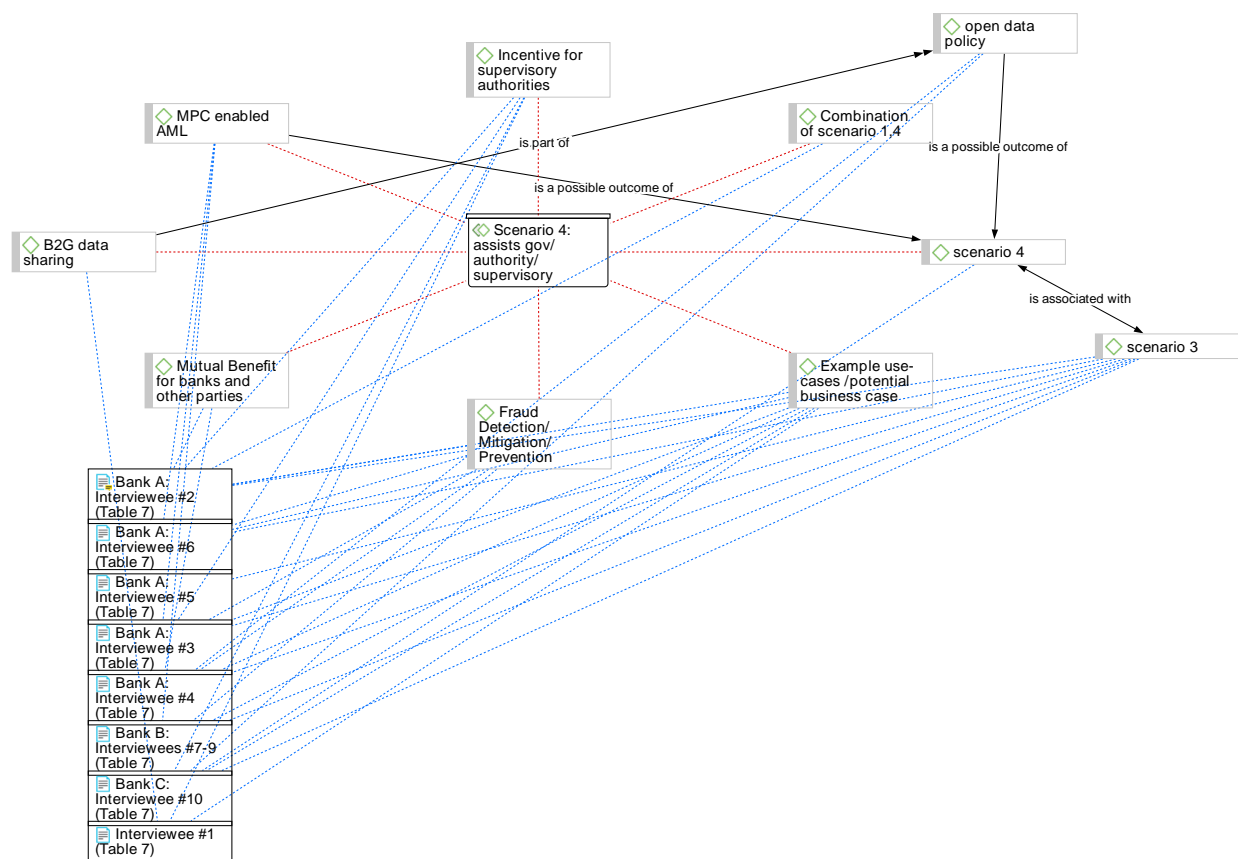 open data
policy
Incentive for
supervisory
authorities
MPC enabled
AML
Combination
of scenario 1,4
is part of
is a possible outcome of
is a possible outcome of
B2G data
sharing
Scenario 4:
assists gov/
authority/
supervisory
scenario 4
is associated with
scenario 3
Mutual Benefit
for banks and
other parties
Example use-
cases /potential
business case
Fraud
Detection/
Mitigation/
Prevention
Bank A:
Interviewee #2
(Table 7)
Bank A:
Interviewee #6
(Table 7)
Bank A:
Interviewee #5
(Table 7)
Bank A:
Interviewee #3
(Table 7)
Bank A:
Interviewee #4
(Table 7)
Bank B:
Interviewees #7-9
(Table 7)
Bank C:
Interviewee #10
(Table 7)
Interviewee #1
(Table 7)